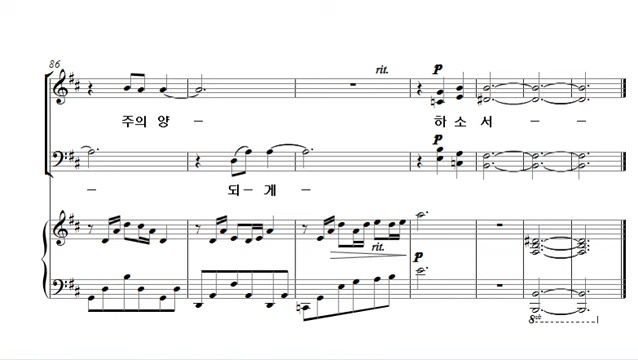 86
rit.
p
주의 양 – – 하 소 서 – –
p
– 되 – 게 –
rit.
p
8va